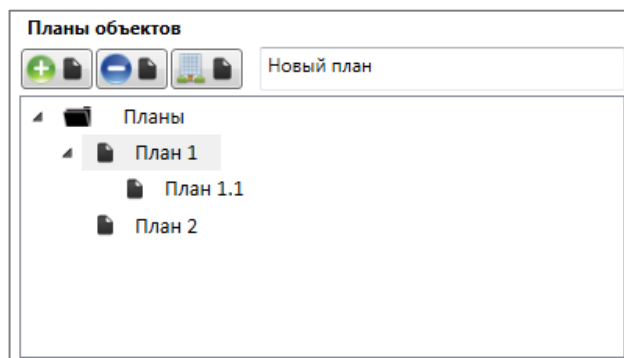 Планы объектов
Новый план
Планы
План 1
План 1.1
План 2